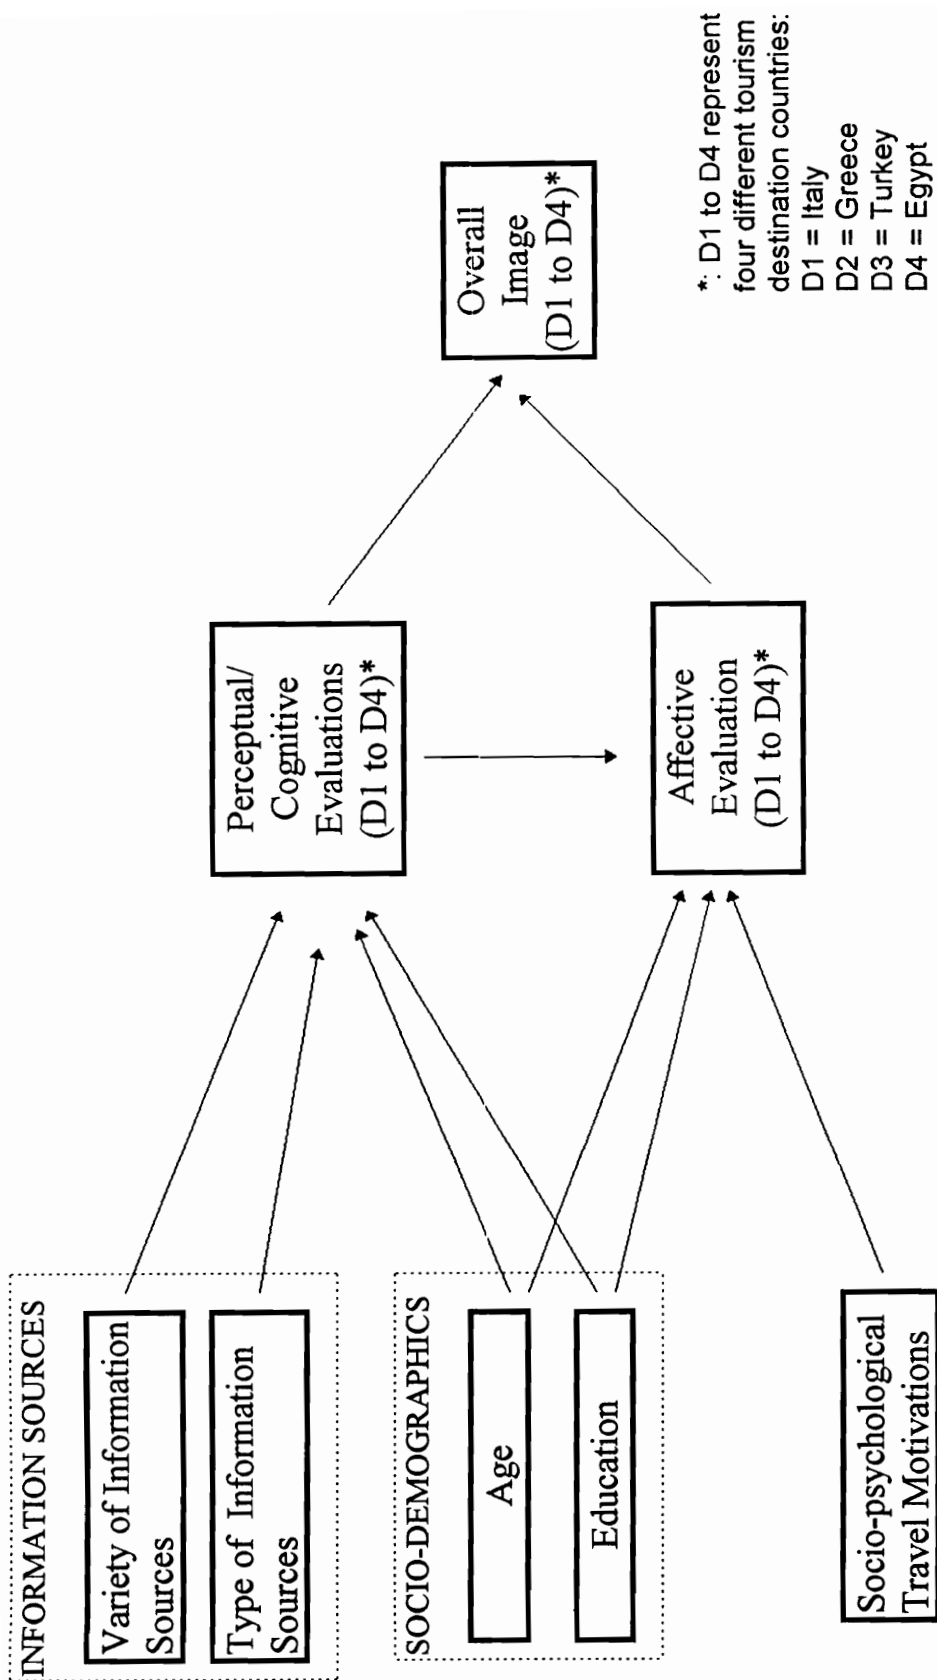 INFORMATION SOURCES
Variety of Information
Sources
Type of Information
Sources
SOCIO-DEMOGRAPHICS
Age
Education
Socio-psychological
Travel Motivations
Perceptual/
Cognitive
Evaluations
(D1 to D4)*
Affective
Evaluation
(D1 to D4)*
Overall
Image
(D1 to D4)*
*: D1 to D4 represent
four different tourism
destination countries:
D1 = Italy
D2 = Greece
D3 = Turkey
D4 = Egypt